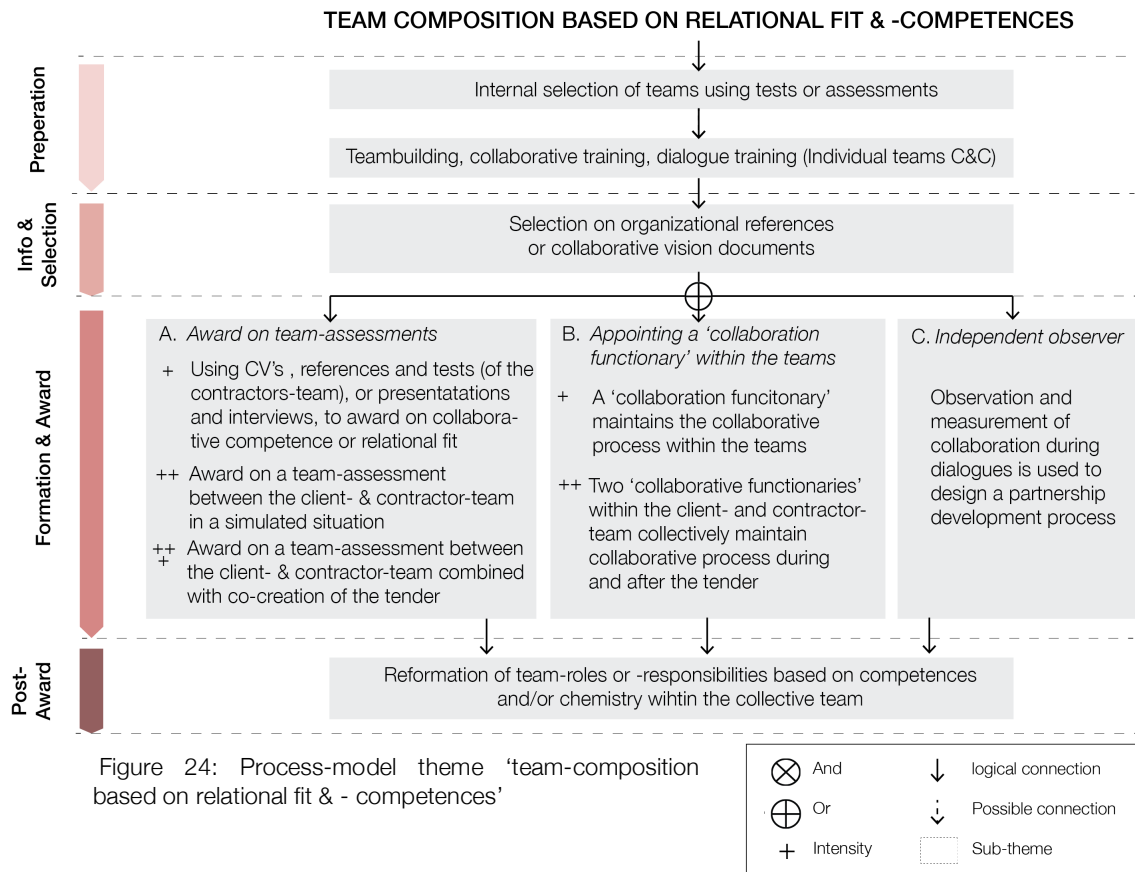 TEAM COMPOSITION BASED ON RELATIONAL FIT & -COMPETENCES
Preperation
Internal selection of teams using tests or assessments
Teambuilding, collaborative training, dialogue training (Individual teams C&C)
Info &
Selection
Selection on organizational references
or collaborative vision documents
Formation & Award
A. Award on team-assessments
+ Using CV's , references and tests (of the
contractors-team), or presentatations
and interviews, to award on collabora-
tive competence or relational fit
++ Award on a team-assessment
between the client- & contractor-team
in a simulated situation
++
+ Award on a team-assessment between
the client- & contractor-team combined
with co-creation of the tender
B. Appointing a ‘collaboration
functionary’ within the teams
+ A ‘collaboration funcitonary’
maintains the collaborative
process within the teams
++ Two ‘collaborative functionaries’
within the client- and contractor-
team collectively maintain
collaborative process during
and after the tender
C. Independent observer
Observation and
measurement of
collaboration during
dialogues is used to
design a partnership
development process
Post-
Award
Reformation of team-roles or -responsibilities based on competences
and/or chemistry wihtin the collective team
Figure 24: Process-model theme ‘team-composition
based on relational fit & - competences’
And
logical connection
Or
Possible connection
+ Intensity
Sub-theme